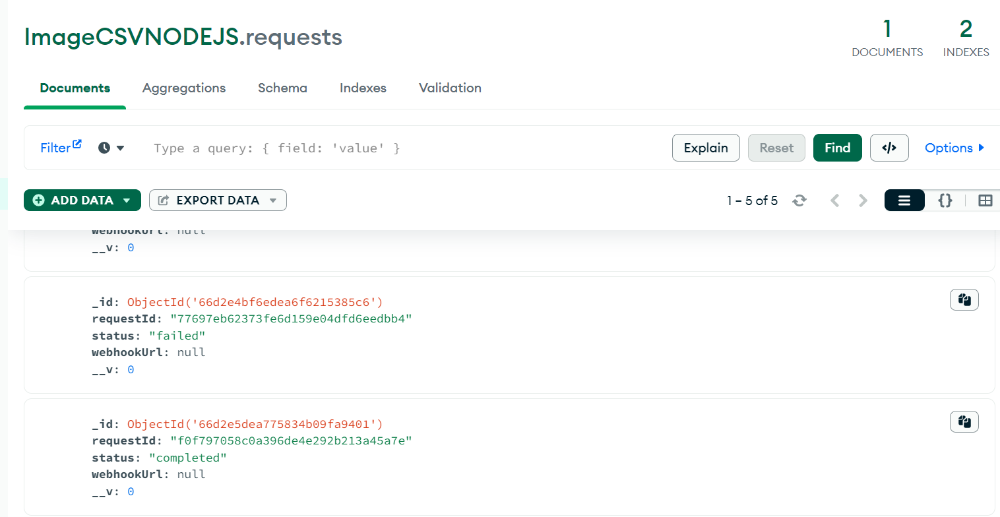 ImageCSVNODEJS.requests
1
DOCUMENTS
2
INDEXES
Documents
Aggregations
Schema
Indexes
Validation
Filter
Type a query: { field: 'value' }
Explain
Reset
Find
</>
Options
ADD DATA
EXPORT DATA
1 – 5 of 5
{}
webhookUrl: null
__v: 0
_id: ObjectId('66d2e4bf6edea6f6215385c6')
requestId: "77697eb62373fe6d159e04dfd6eedbb4"
status: "failed"
webhookUrl: null
__v: 0
_id: ObjectId('66d2e5dea775834b09fa9401')
requestId: "f0f797058c0a396de4e292b213a45a7e"
status: "completed"
webhookUrl: null
__v: 0